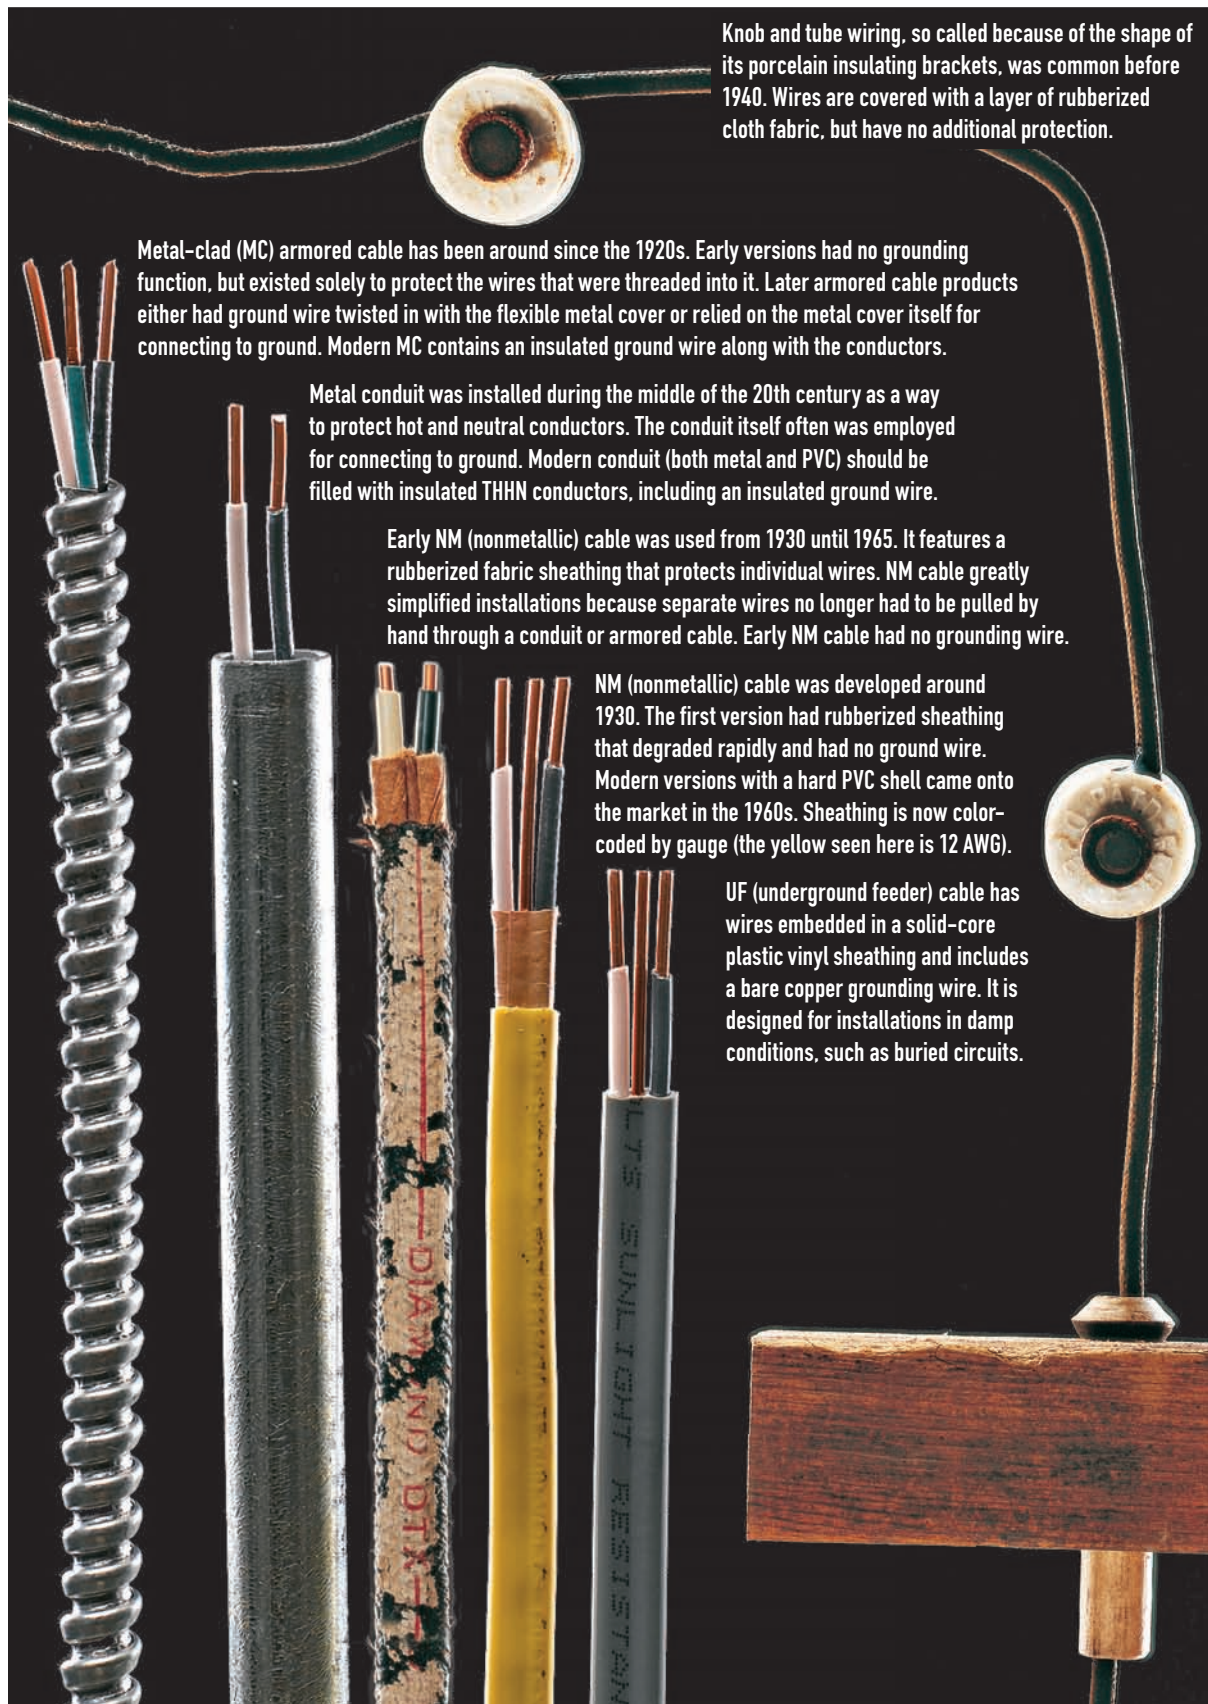 Knob and tube wiring, so called because of the shape of
its porcelain insulating brackets, was common before
1940. Wires are covered with a layer of rubberized
cloth fabric, but have no additional protection.
Metal-clad (MC) armored cable has been around since the 1920s. Early versions had no grounding
function, but existed solely to protect the wires that were threaded into it. Later armored cable products
either had ground wire twisted in with the flexible metal cover or relied on the metal cover itself for
connecting to ground. Modern MC contains an insulated ground wire along with the conductors.
Metal conduit was installed during the middle of the 20th century as a way
to protect hot and neutral conductors. The conduit itself often was employed
for connecting to ground. Modern conduit (both metal and PVC) should be
filled with insulated THHN conductors, including an insulated ground wire.
Early NM (nonmetallic) cable was used from 1930 until 1965. It features a
rubberized fabric sheathing that protects individual wires. NM cable greatly
simplified installations because separate wires no longer had to be pulled by
hand through a conduit or armored cable. Early NM cable had no grounding wire.
NM (nonmetallic) cable was developed around
1930. The first version had rubberized sheathing
that degraded rapidly and had no ground wire.
Modern versions with a hard PVC shell came onto
the market in the 1960s. Sheathing is now color-
coded by gauge (the yellow seen here is 12 AWG).
UF (underground feeder) cable has
wires embedded in a solid-core
plastic vinyl sheathing and includes
a bare copper grounding wire. It is
designed for installations in damp
conditions, such as buried circuits.
DIAMOND DTX
SUNLIGHT RESISTAN